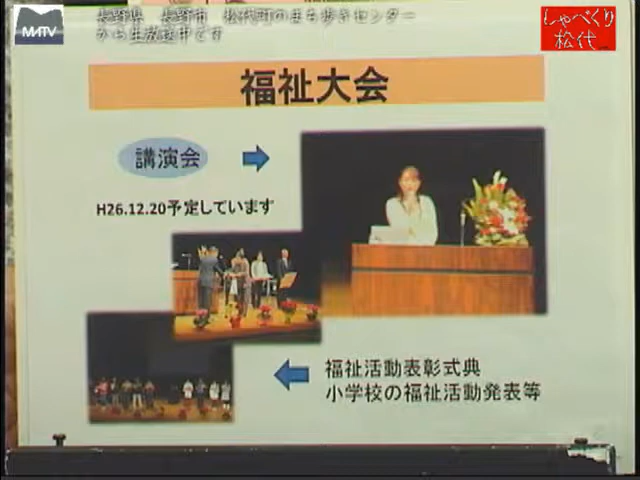 長野県 長野市 松代町のまち歩きセンター
から生放送中です
MATV
しゃべくり
松代
福祉大会
講演会
H26.12.20予定しています
福祉活動表彰式典
小学校の福祉活動発表等